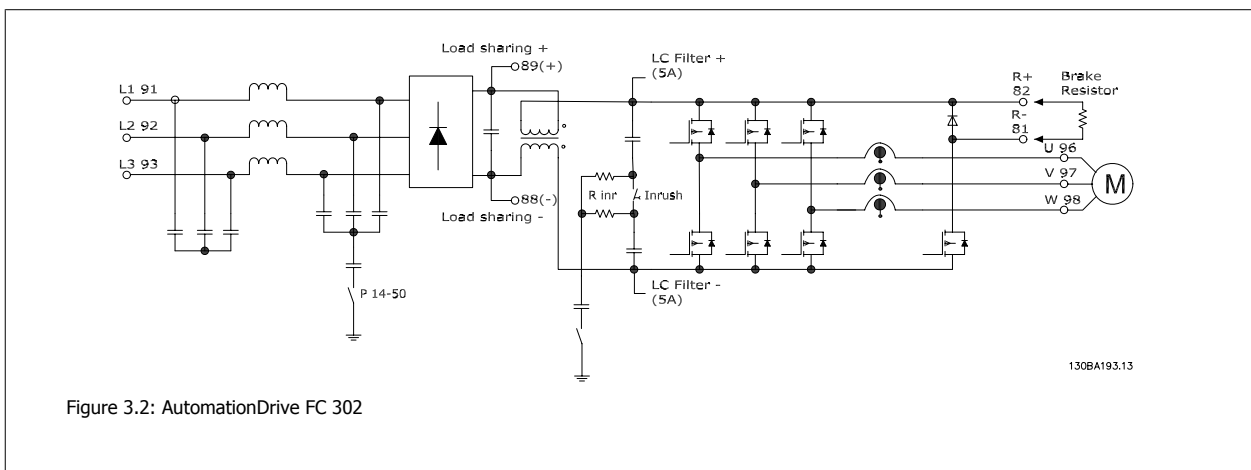 L1 91
L2 92
L3 93
P 14-50
Load sharing +
89(+)
88(-)
Load sharing -
R inr
Inrush
LC Filter +
(5A)
LC Filter -
(5A)
R+
82
R-
81
Brake
Resistor
U 96
V 97
W 98
M
130BA193.13
Figure 3.2: AutomationDrive FC 302